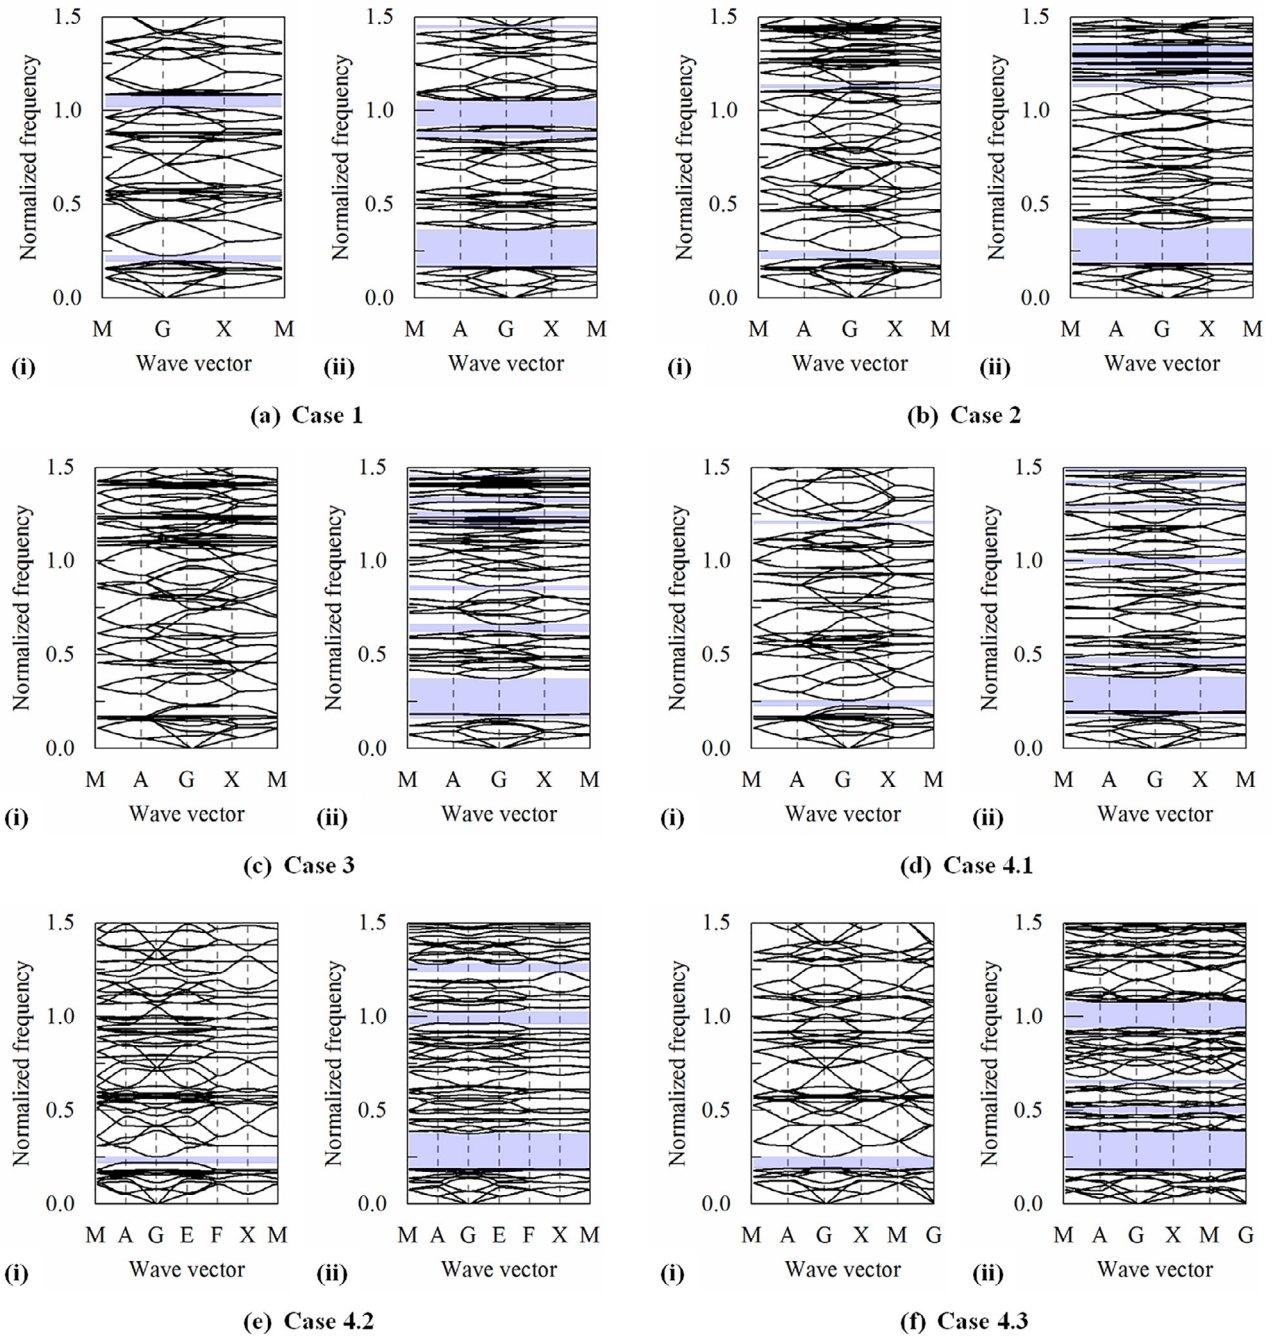 1.5
1.0
0.5
0.0
Normalized frequency
M G X M
Wave vector
(i)
1.5
1.0
0.5
0.0
Normalized frequency
M A G X M
Wave vector
(ii)
(a) Case 1
1.5
1.0
0.5
0.0
Normalized frequency
M A G X M
Wave vector
(i)
1.5
1.0
0.5
0.0
Normalized frequency
M A G X M
Wave vector
(ii)
(b) Case 2
1.5
1.0
0.5
0.0
Normalized frequency
M A G X M
Wave vector
(i)
1.5
1.0
0.5
0.0
Normalized frequency
M A G X M
Wave vector
(ii)
(c) Case 3
1.5
1.0
0.5
0.0
Normalized frequency
M A G X M
Wave vector
(i)
1.5
1.0
0.5
0.0
Normalized frequency
M A G X M
Wave vector
(ii)
(d) Case 4.1
1.5
1.0
0.5
0.0
Normalized frequency
M A G E F X M
Wave vector
(i)
1.5
1.0
0.5
0.0
Normalized frequency
M A G E F X M
Wave vector
(ii)
(e) Case 4.2
1.5
1.0
0.5
0.0
Normalized frequency
M A G X M G
Wave vector
(i)
1.5
1.0
0.5
0.0
Normalized frequency
M A G X M G
Wave vector
(ii)
(f) Case 4.3